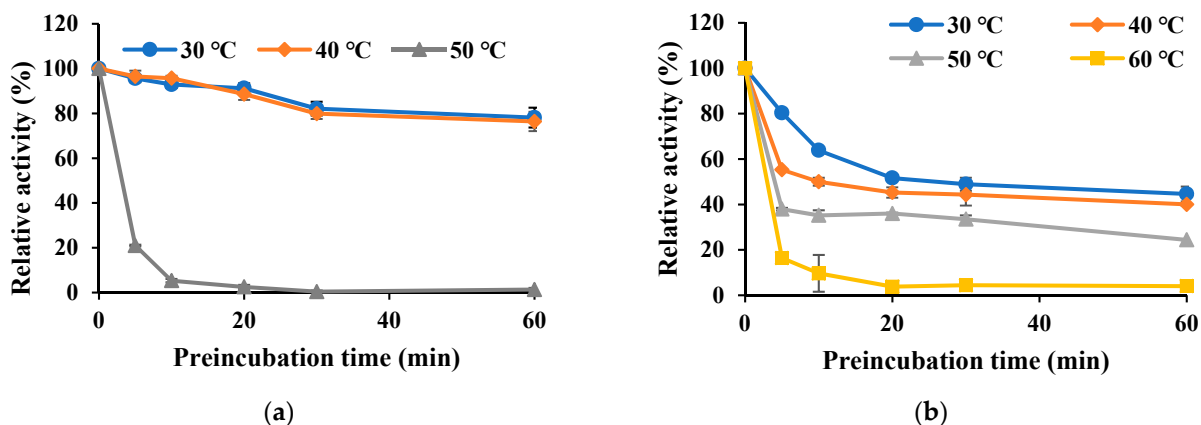 120
100
80
60
40
20
0
0 20 40 60
Relative activity (%)
Preincubation time (min)
30 °C 40 °C 50 °C
(a)
120
100
80
60
40
20
0
0 20 40 60
Relative activity (%)
Preincubation time (min)
30 °C 40 °C
50 °C 60 °C
(b)